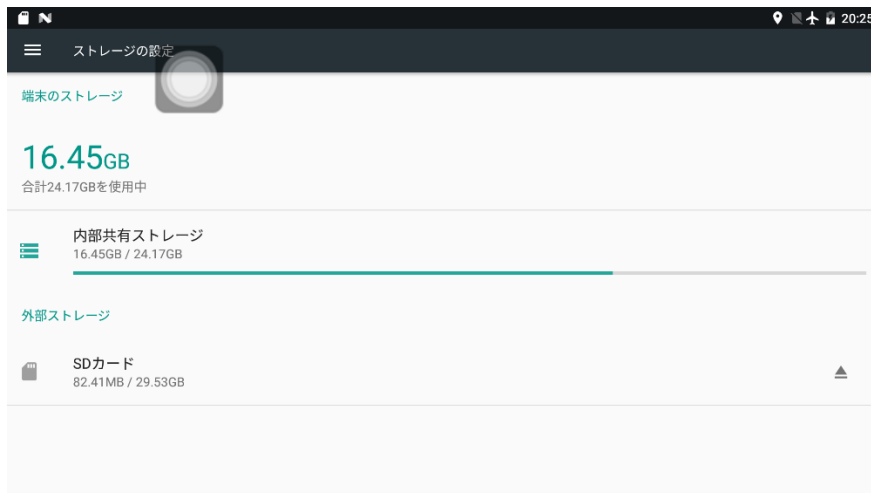 20:25
ストレージの設定
端末のストレージ
16.45GB
合計24.17GBを使用中
内部共有ストレージ
16.45GB / 24.17GB
外部ストレージ
SDカード
82.41MB / 29.53GB